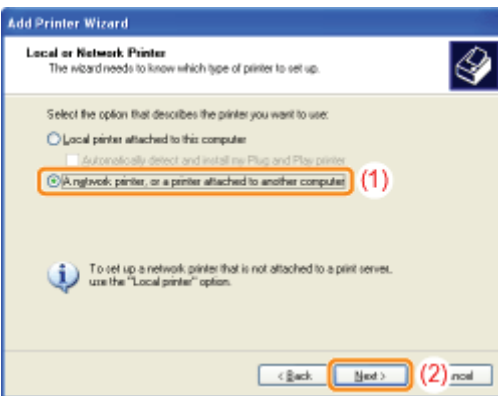 Add Printer Wizard
Local or Network Printer
The wizard needs to know which type of printer to set up.
Select the option that describes the printer you want to use:
Local printer attached to this computer
Automatically detect and install my Plug and Play printer
A network printer, or a printer attached to another computer
(1)
To set up a network printer that is not attached to a print server,
use the "Local printer" option.
< Back Next > (2) ncel